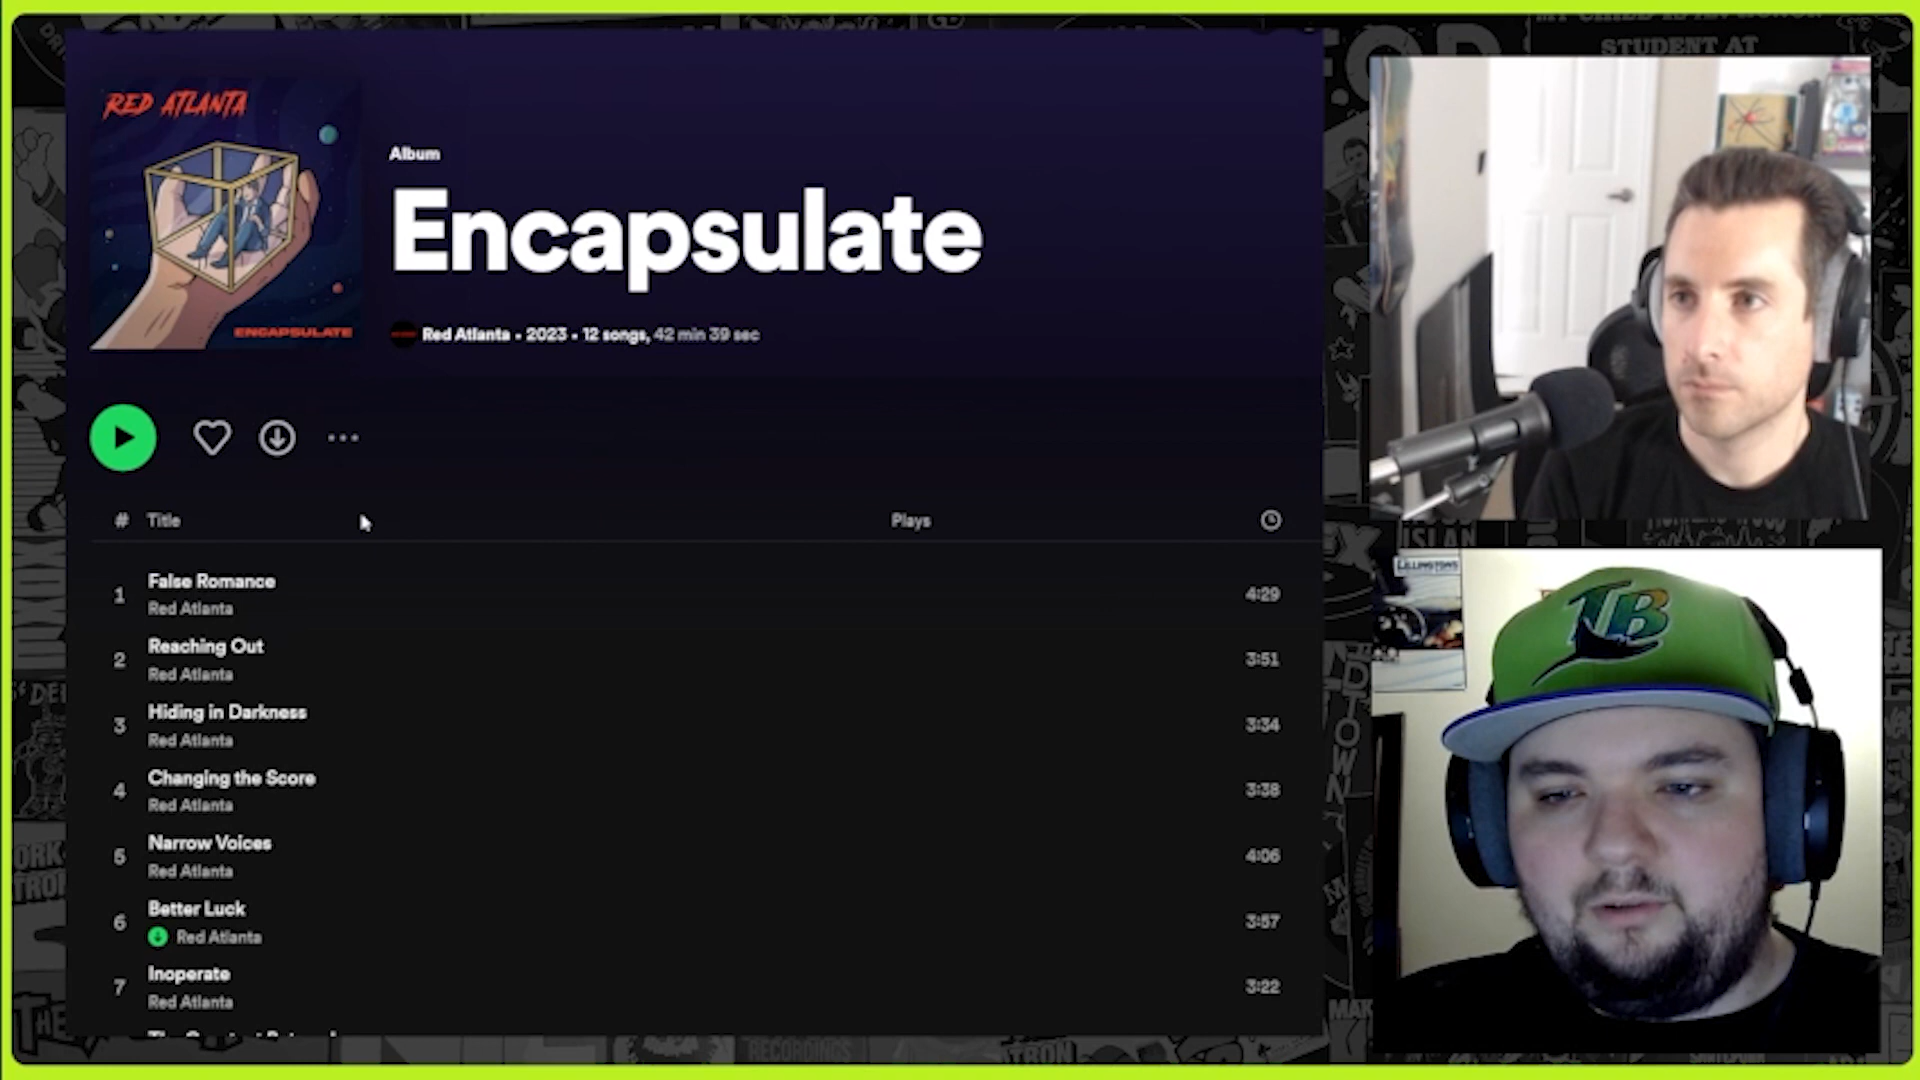 RED ATLANTA
ENCAPSULATE
Album
Encapsulate
Red Atlanta • 2023 • 12 songs, 42 min 39 sec
# Title Plays
1 False Romance 4:29
Red Atlanta
2 Reaching Out 3:51
Red Atlanta
3 Hiding in Darkness 3:34
Red Atlanta
4 Changing the Score 3:38
Red Atlanta
5 Narrow Voices 4:06
Red Atlanta
6 Better Luck 3:57
Red Atlanta
7 Inoperate 3:22
Red Atlanta
STUDENT AT
LILLINGTONS
TB
RECORDINGS